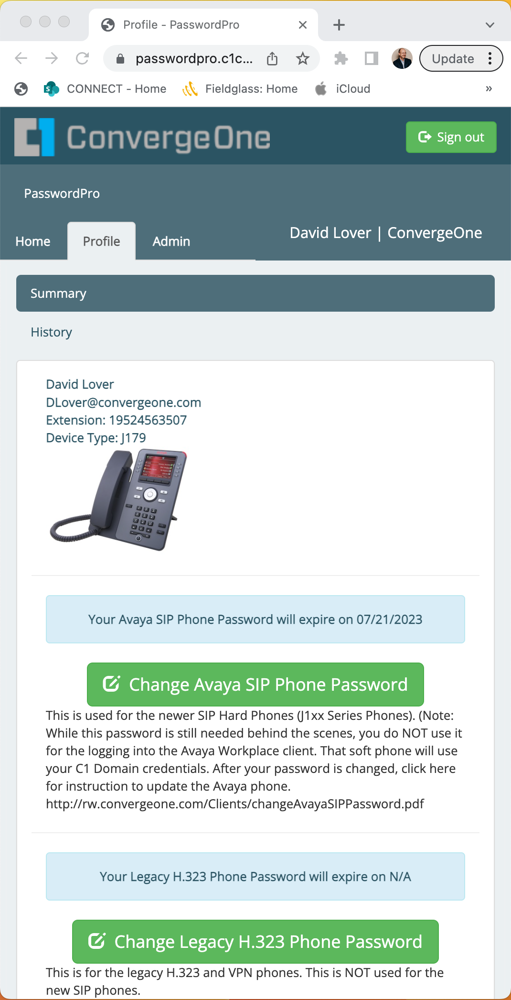 Profile - PasswordPro
passwordpro.c1c...
Update
CONNECT - Home
Fieldglass: Home
iCloud
»
ConvergeOne
Sign out
PasswordPro
Home
Profile
Admin
David Lover | ConvergeOne
Summary
History
David Lover
DLover@convergeone.com
Extension: 19524563507
Device Type: J179
Your Avaya SIP Phone Password will expire on 07/21/2023
Change Avaya SIP Phone Password
This is used for the newer SIP Hard Phones (J1xx Series Phones). (Note:
While this password is still needed behind the scenes, you do NOT use it
for the logging into the Avaya Workplace client. That soft phone will use
your C1 Domain credentials. After your password is changed, click here
for instruction to update the Avaya phone.
http://rw.convergeone.com/Clients/changeAvayaSIPPassword.pdf
Your Legacy H.323 Phone Password will expire on N/A
Change Legacy H.323 Phone Password
This is for the legacy H.323 and VPN phones. This is NOT used for the
new SIP phones.